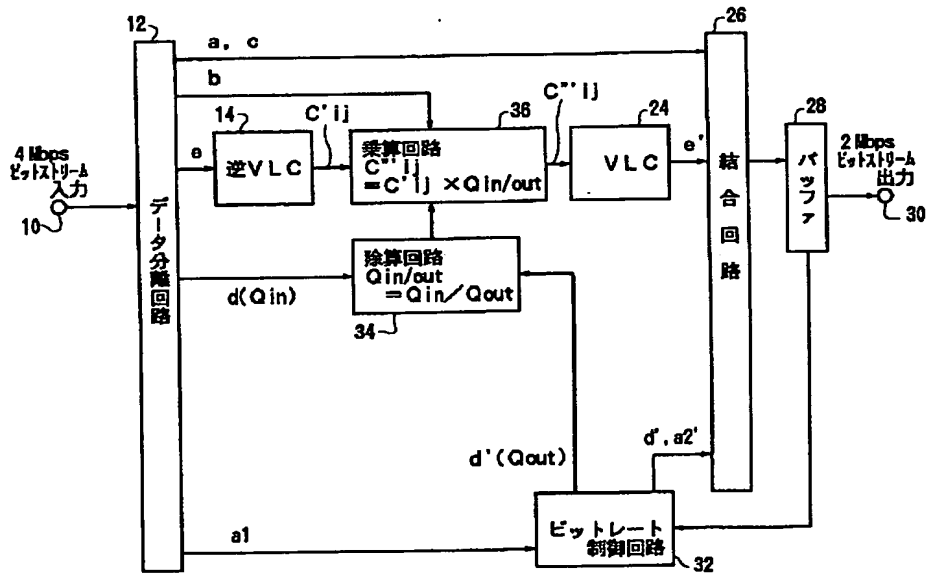 12
26
a, c
b
C'ij
36
C"'ij
28
14
24
4 Mbps
ビットストリーム
入力
10
e
逆VLC
乗算回路
C"'ij
=C'ij × Qin/out
VLC
e'
2 Mbps
ビットストリーム
出力
30
データ分離回路
結合回路
バッファ
d(Qin)
除算回路
Qin/out
=Qin/Qout
34
d'(Qout)
d',a2'
a1
ビットレート
制御回路
32